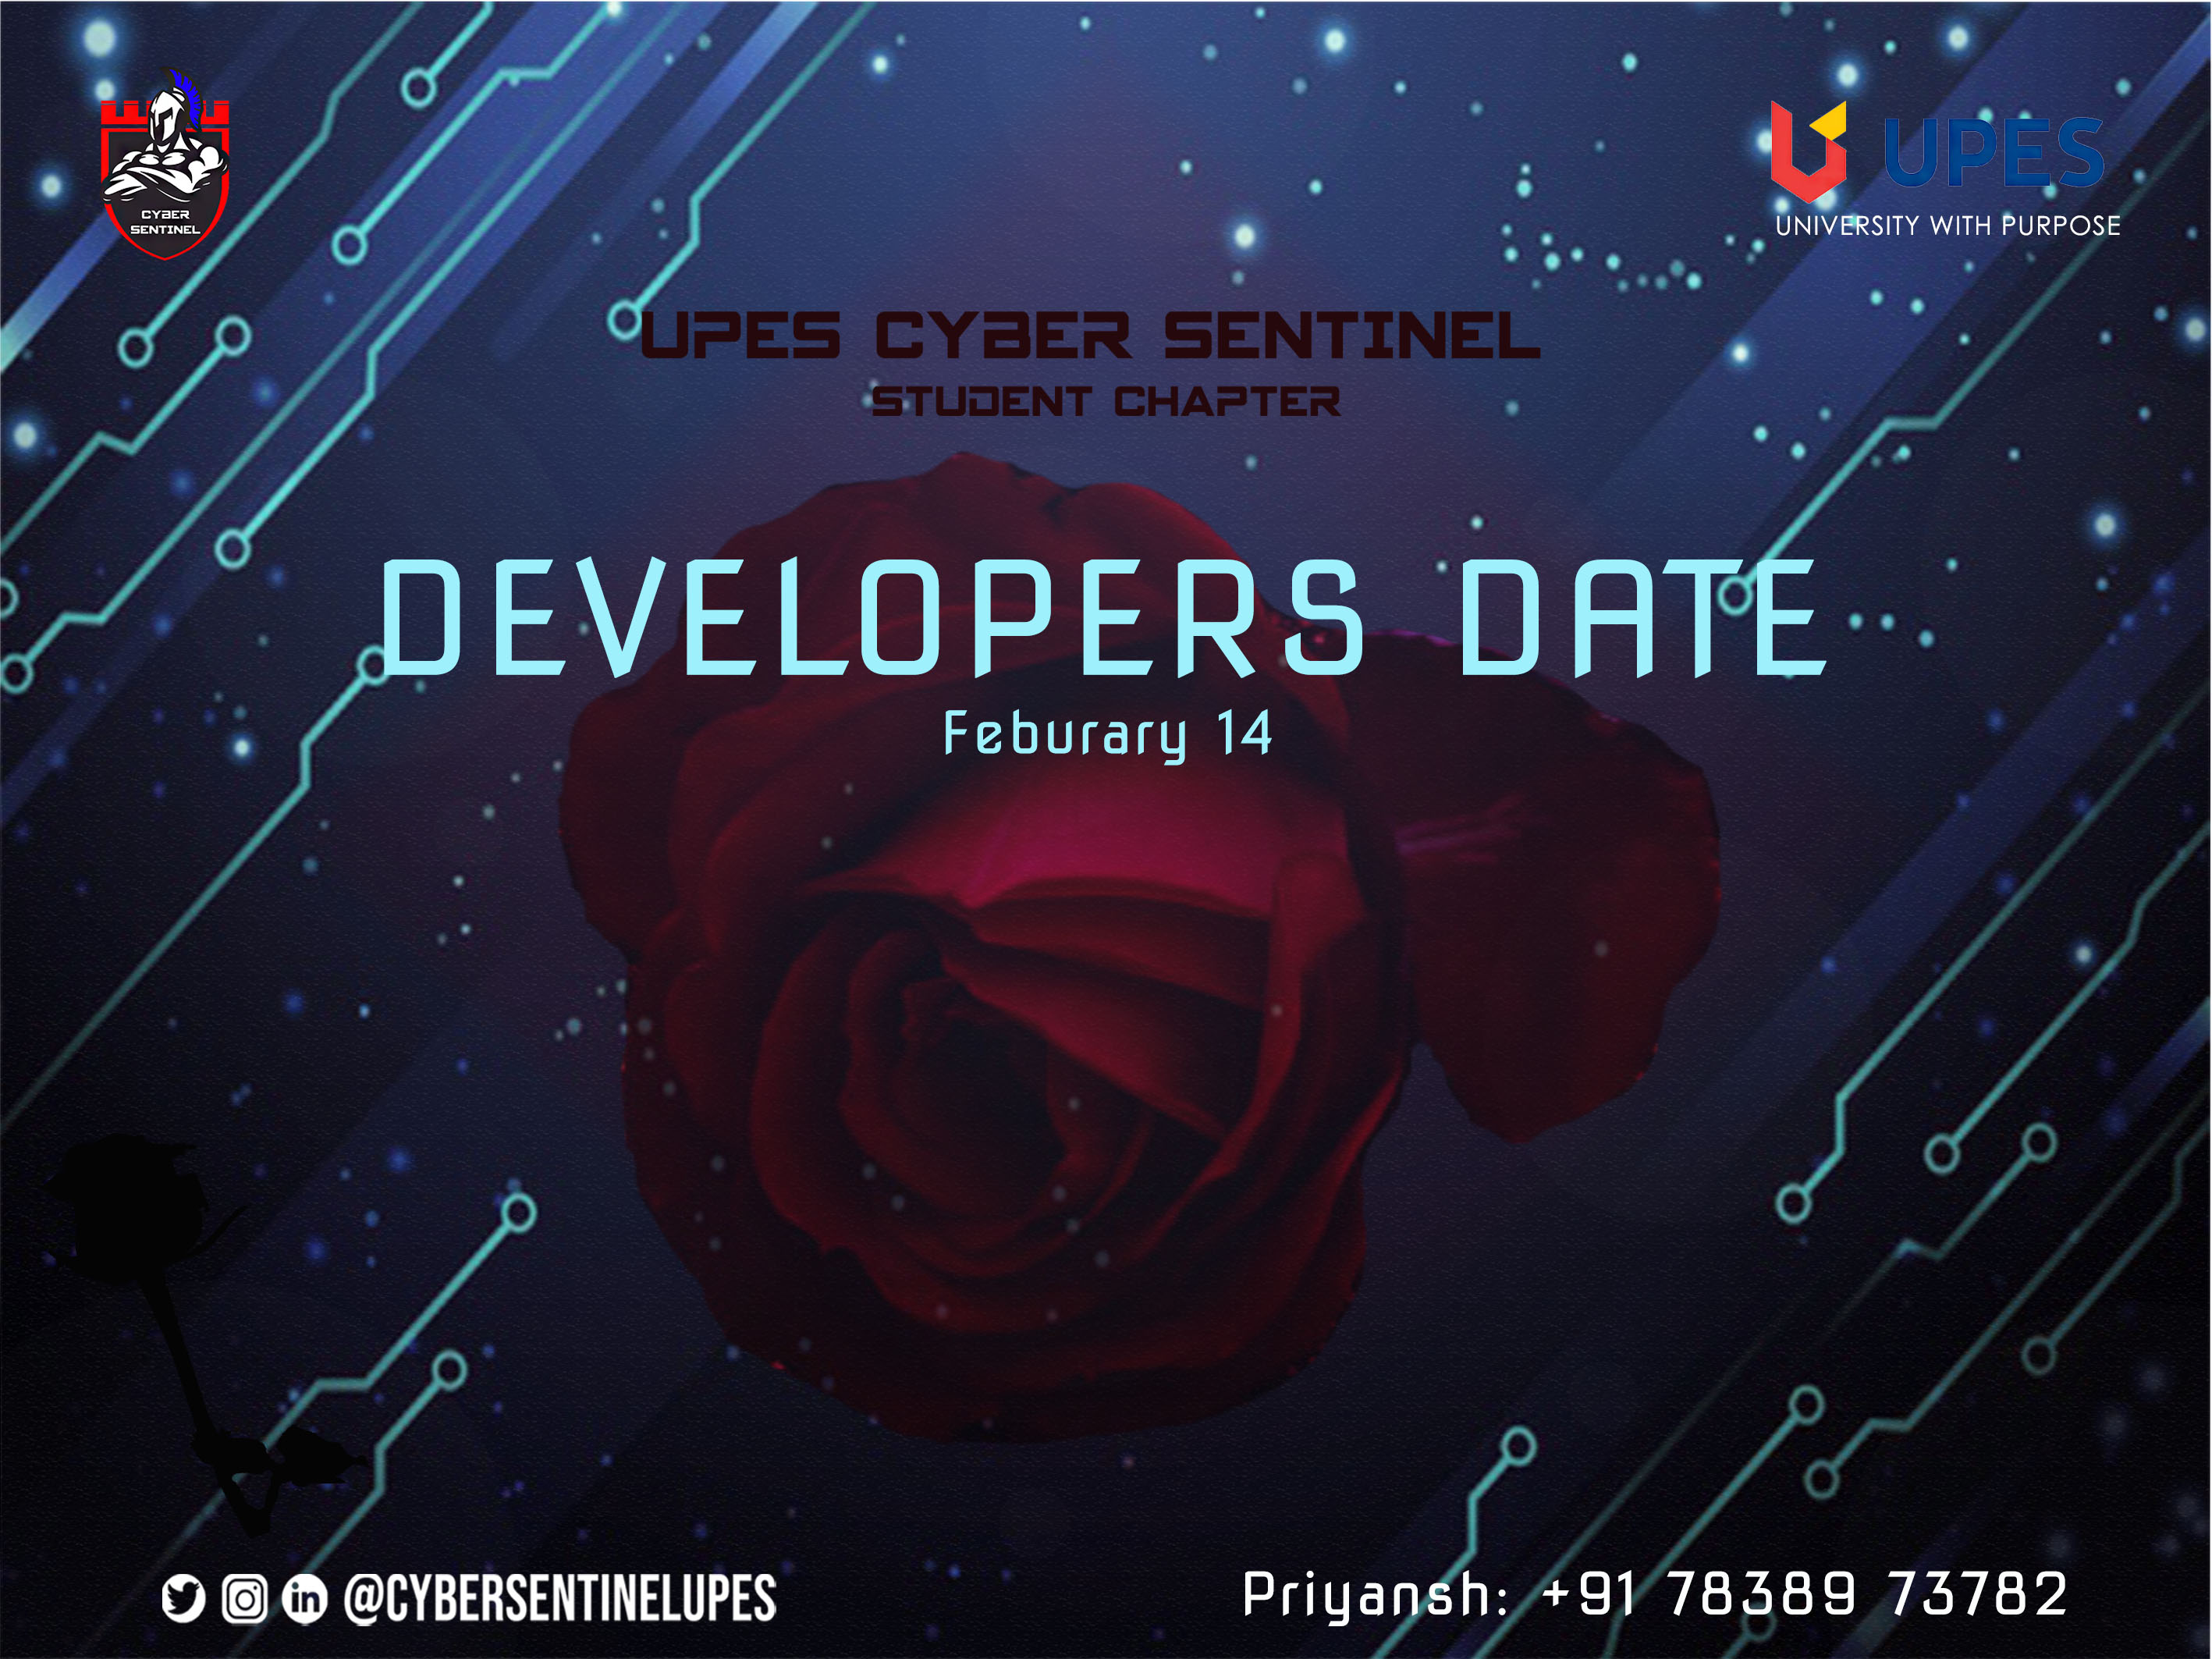 CYBER
SENTINEL
UPES
UNIVERSITY WITH PURPOSE
UPES CYBER SENTINEL
STUDENT CHAPTER
DEVELOPERS DATE
Feburary 14
in @CYBERSENTINELUPES
Priyansh: +91 78389 73782